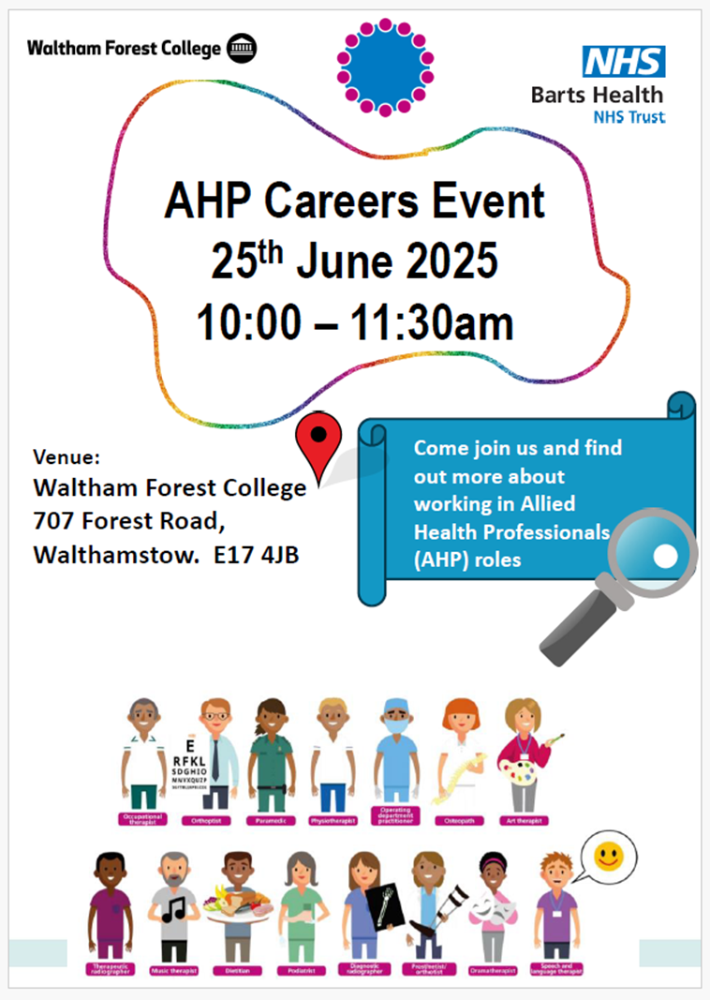 Waltham Forest College
NHS
Barts Health
NHS Trust
AHP Careers Event
25th June 2025
10:00 – 11:30am
Venue:
Waltham Forest College
707 Forest Road,
Walthamstow.  E17 4JB
Come join us and find
out more about
working in Allied
Health Professionals
(AHP) roles
E
RFKL
SDGHIO
Occupational
therapist
Orthoptist
Paramedic
Physiotherapist
Operating
department
practitioner
Osteopath
Art therapist
Therapeutic
radiographer
Music therapist
Dietitian
Podiatrist
Diagnostic
radiographer
Prosthetist/
orthotist
Dramatherapist
Speech and
language therapist